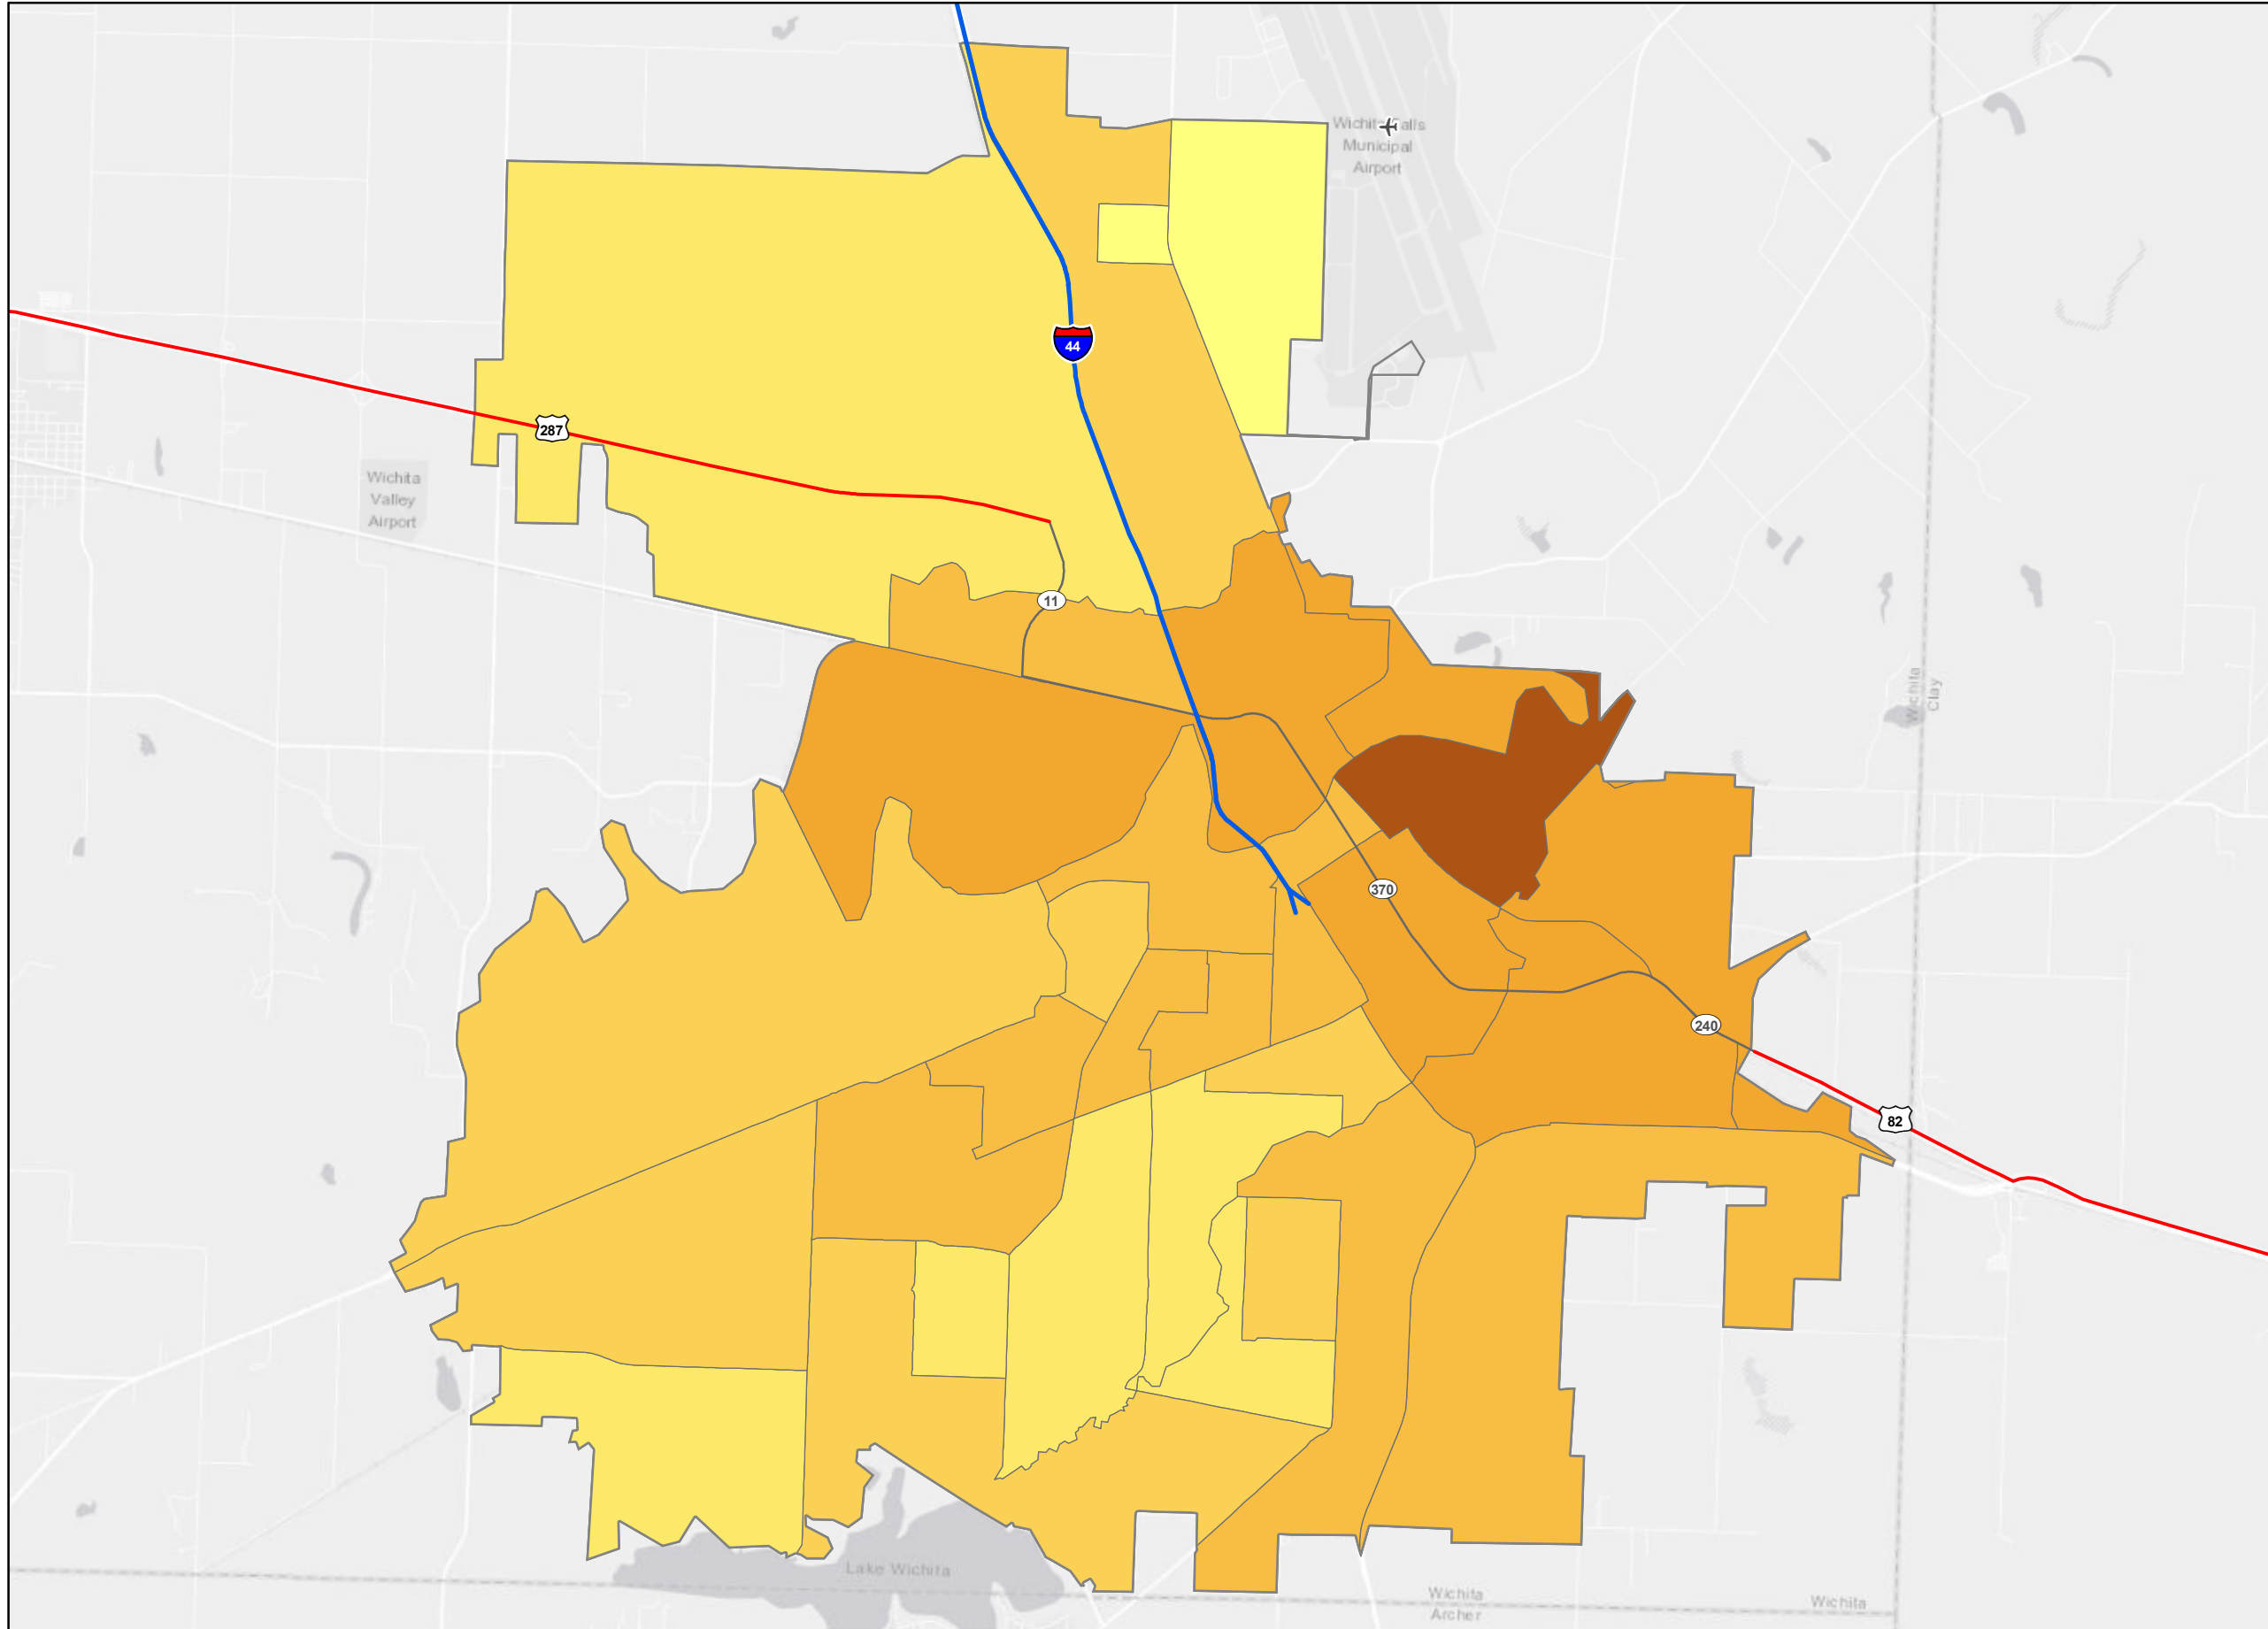 Wichita Falls
Municipal
Airport
44
287
Wichita
Valley
Airport
11
Wichita
Clay
370
240
82
Lake Wichita
Wichita
Archer
Wichita